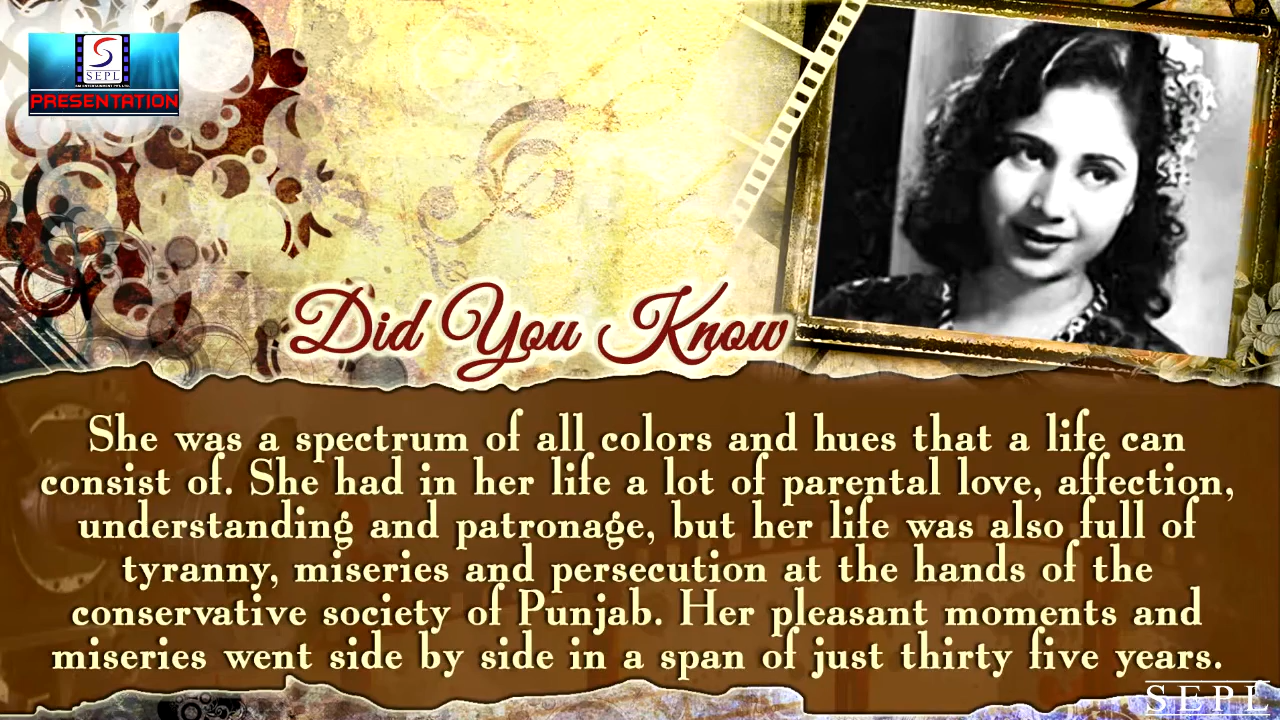 SEPL
PRESENTATION
Did You Know
She was a spectrum of all colors and hues that a life can
consist of. She had in her life a lot of parental love, affection,
understanding and patronage, but her life was also full of
tyranny, miseries and persecution at the hands of the
conservative society of Punjab. Her pleasant moments and
miseries went side by side in a span of just thirty five years.
SEPL